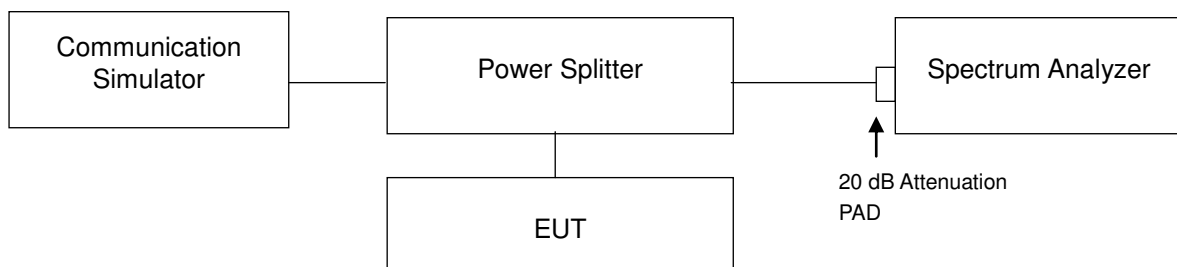 Communication
Simulator
Power Splitter
Spectrum Analyzer
20 dB Attenuation
PAD
EUT